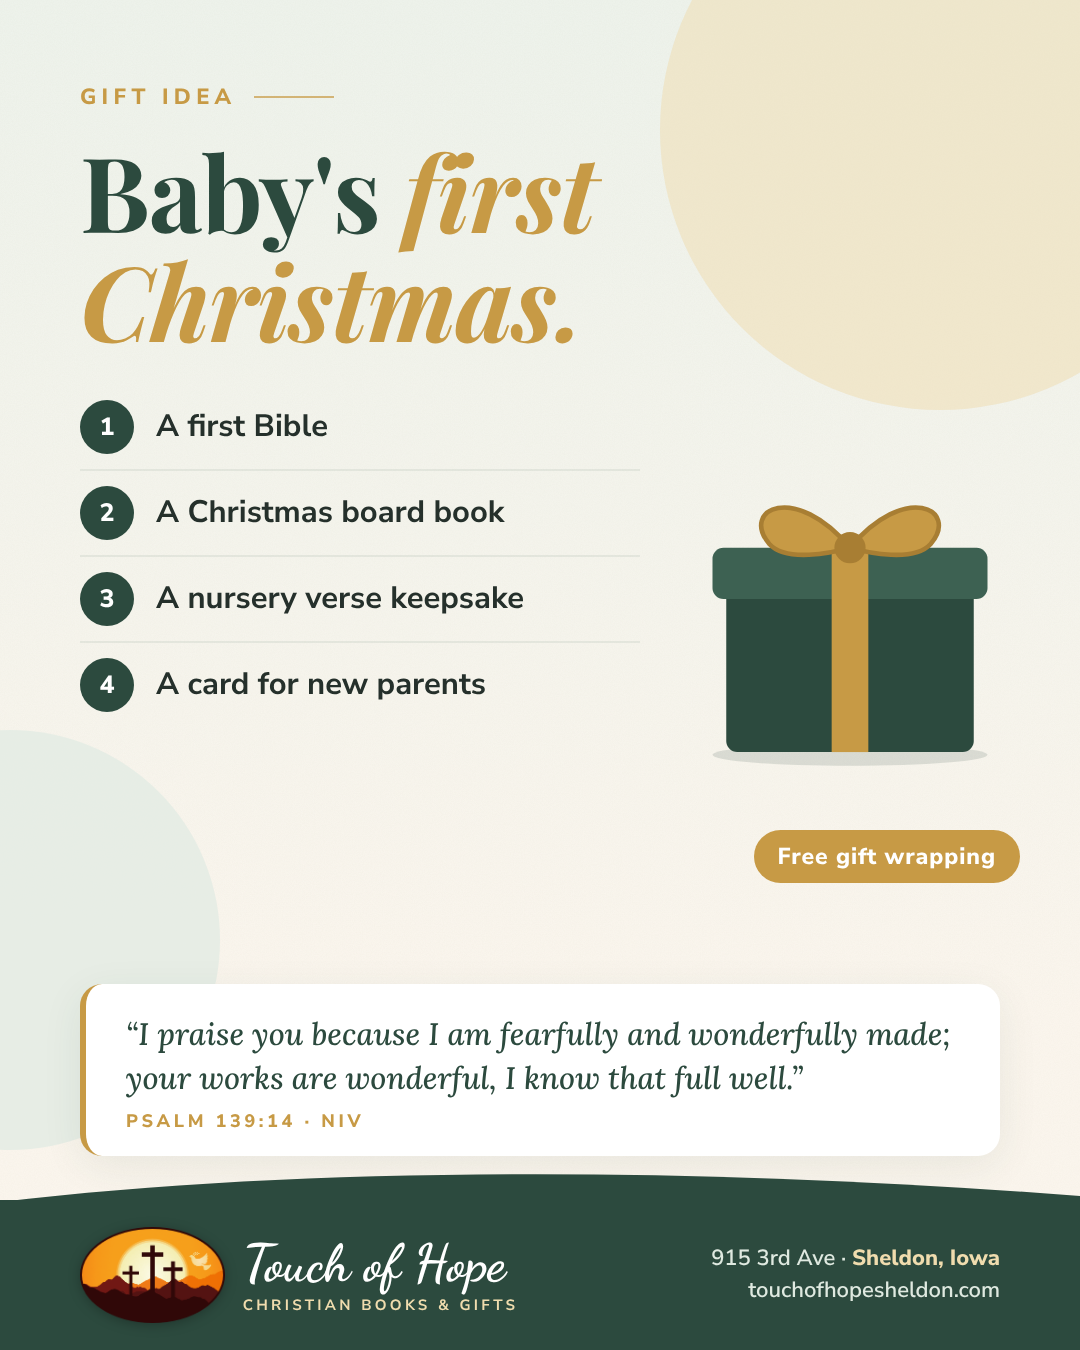 GIFT IDEA
Baby's first
Christmas.
1 A first Bible
2 A Christmas board book
3 A nursery verse keepsake
4 A card for new parents
Free gift wrapping
“I praise you because I am fearfully and wonderfully made;
your works are wonderful, I know that full well.”
PSALM 139:14 · NIV
Touch of Hope
CHRISTIAN BOOKS & GIFTS
915 3rd Ave · Sheldon, Iowa
touchofhopesheldon.com